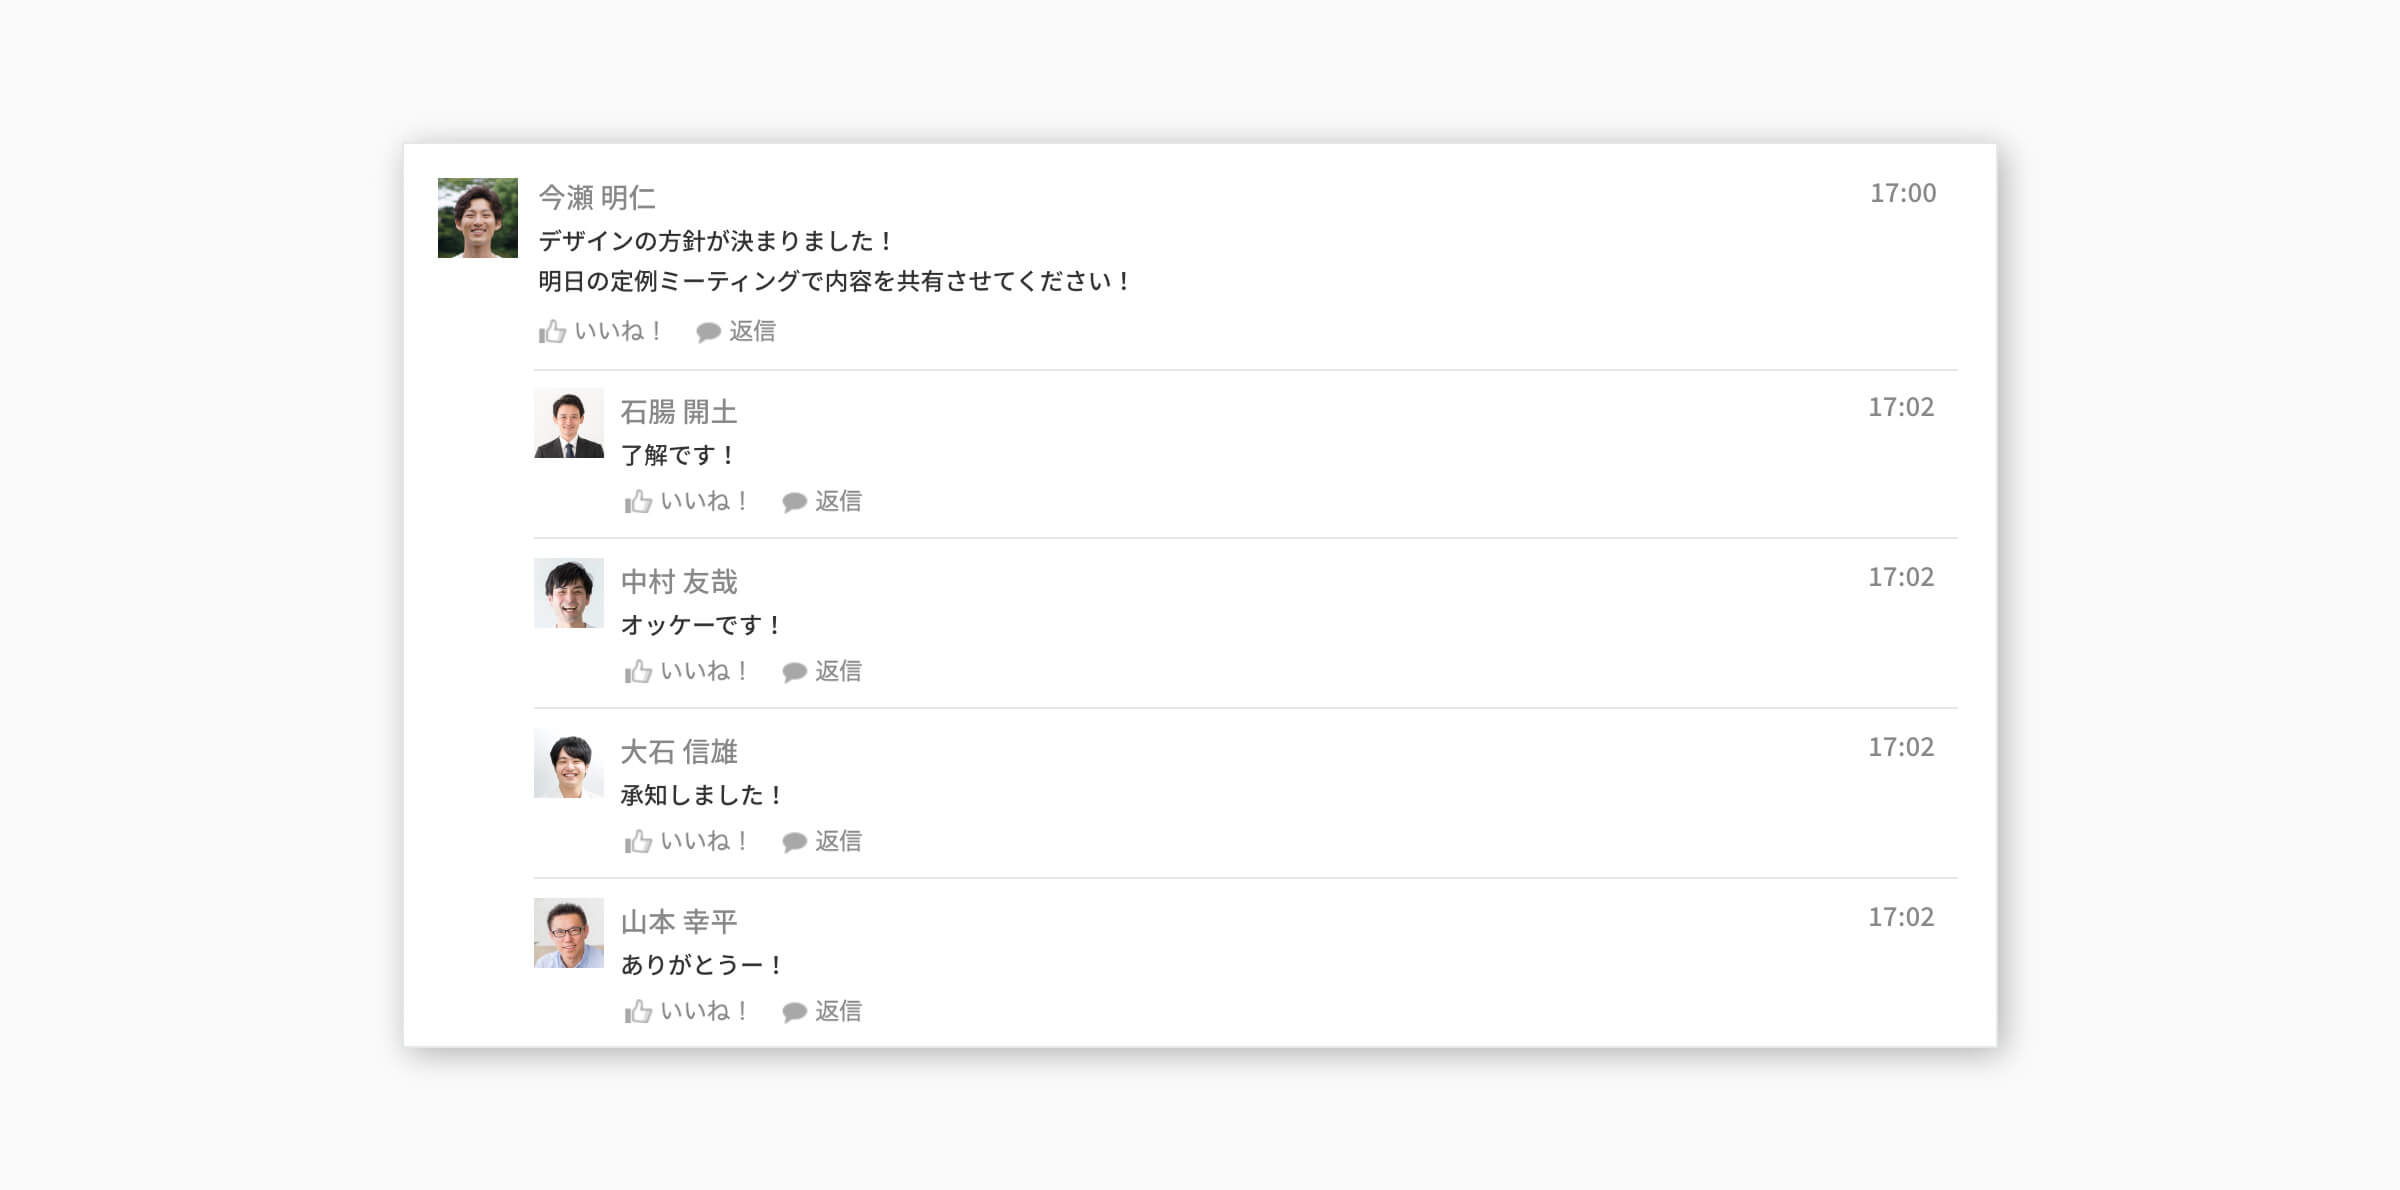 今瀬 明仁
17:00
デザインの方針が決まりました！
明日の定例ミーティングで内容を共有させてください！
いいね！ 返信
石腸 開土
17:02
了解です！
いいね！ 返信
中村 友哉
17:02
オッケーです！
いいね！ 返信
大石 信雄
17:02
承知しました！
いいね！ 返信
山本 幸平
17:02
ありがとうー！
いいね！ 返信